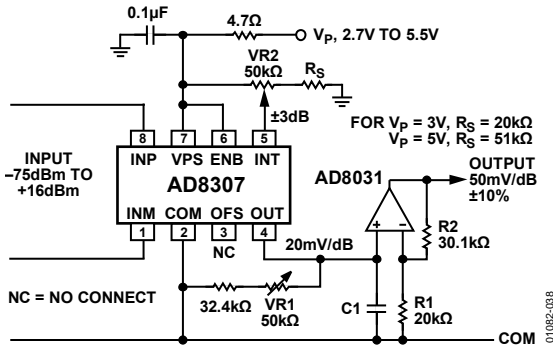 0.1µF
4.7Ω
VP, 2.7V TO 5.5V
VR2
50kΩ
RS
±3dB
FOR VP = 3V, RS = 20kΩ
VP = 5V, RS = 51kΩ
8
7
6
5
INP
VPS
ENB
INT
INPUT
–75dBm TO
+16dBm
AD8307
AD8031
OUTPUT
50mV/dB
±10%
INM
COM
OFS
OUT
1
2
3
4
NC
20mV/dB
+
–
R2
30.1kΩ
NC = NO CONNECT
32.4kΩ
VR1
50kΩ
C1
R1
20kΩ
COM
01082-038